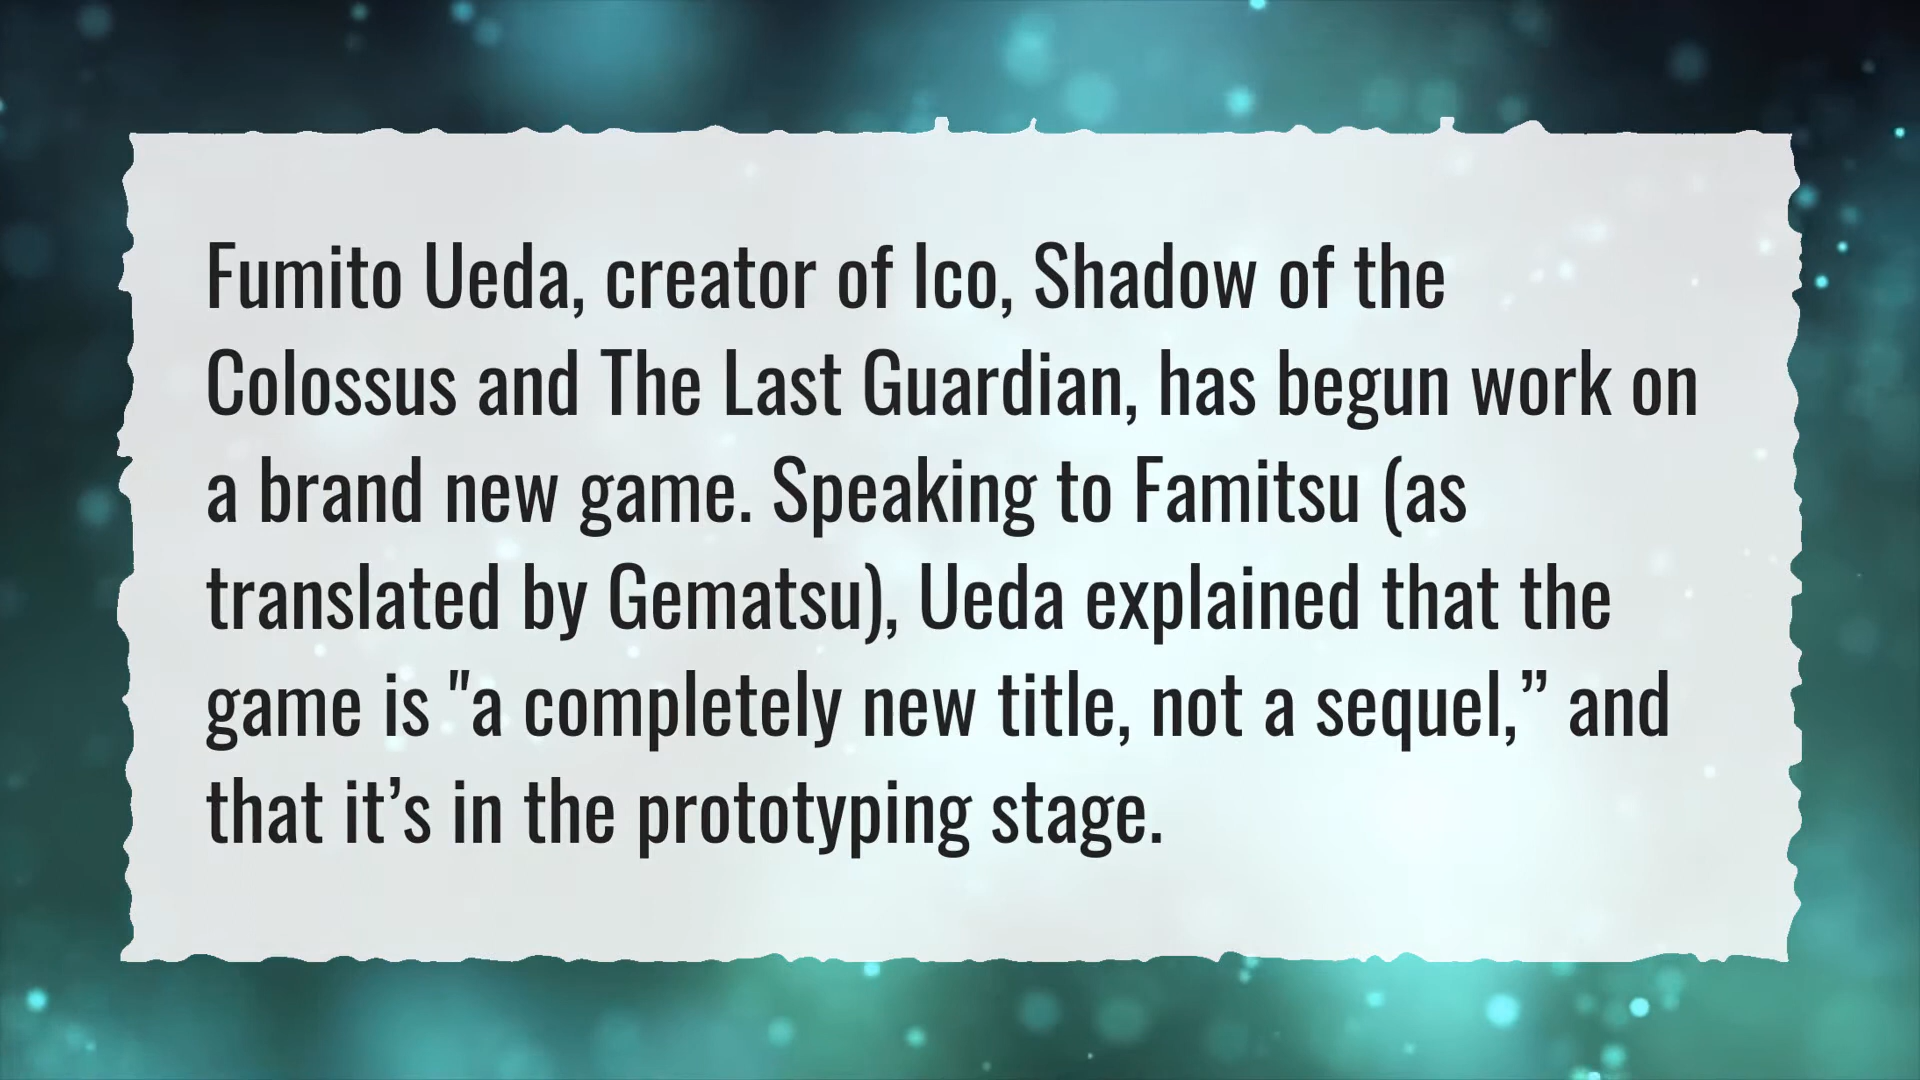 Fumito Ueda, creator of Ico, Shadow of the
Colossus and The Last Guardian, has begun work on
a brand new game. Speaking to Famitsu (as
translated by Gematsu), Ueda explained that the
game is "a completely new title, not a sequel,” and
that it’s in the prototyping stage.